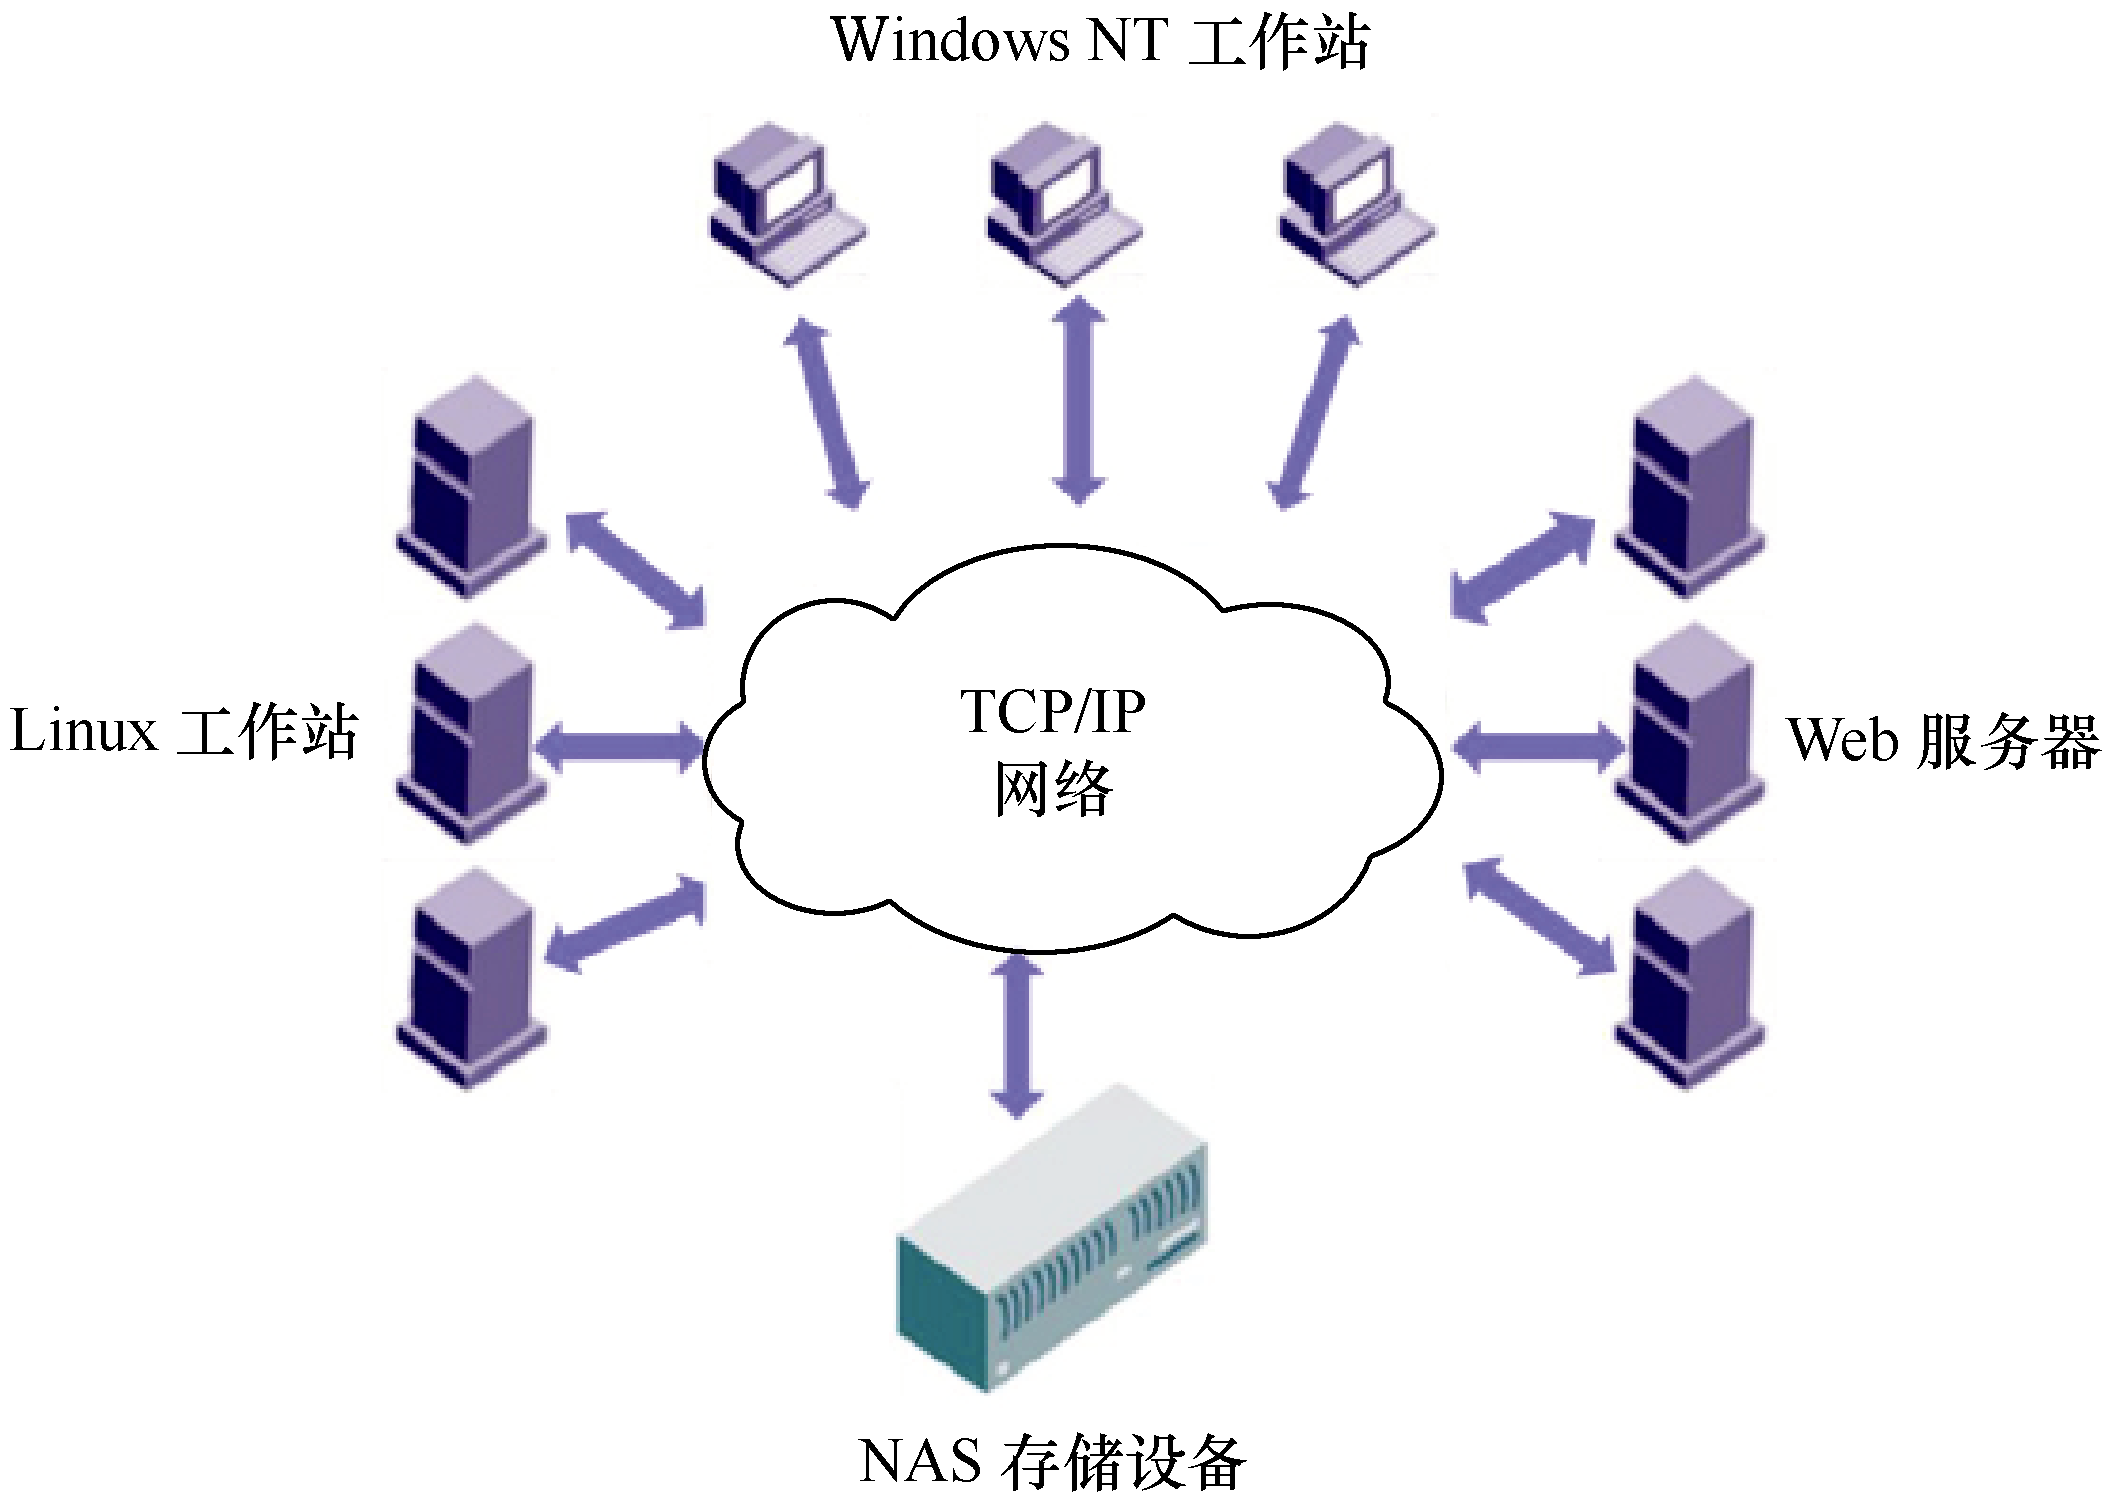 Windows NT 工作站
Linux 工作站
TCP/IP
网络
Web 服务器
NAS 存储设备